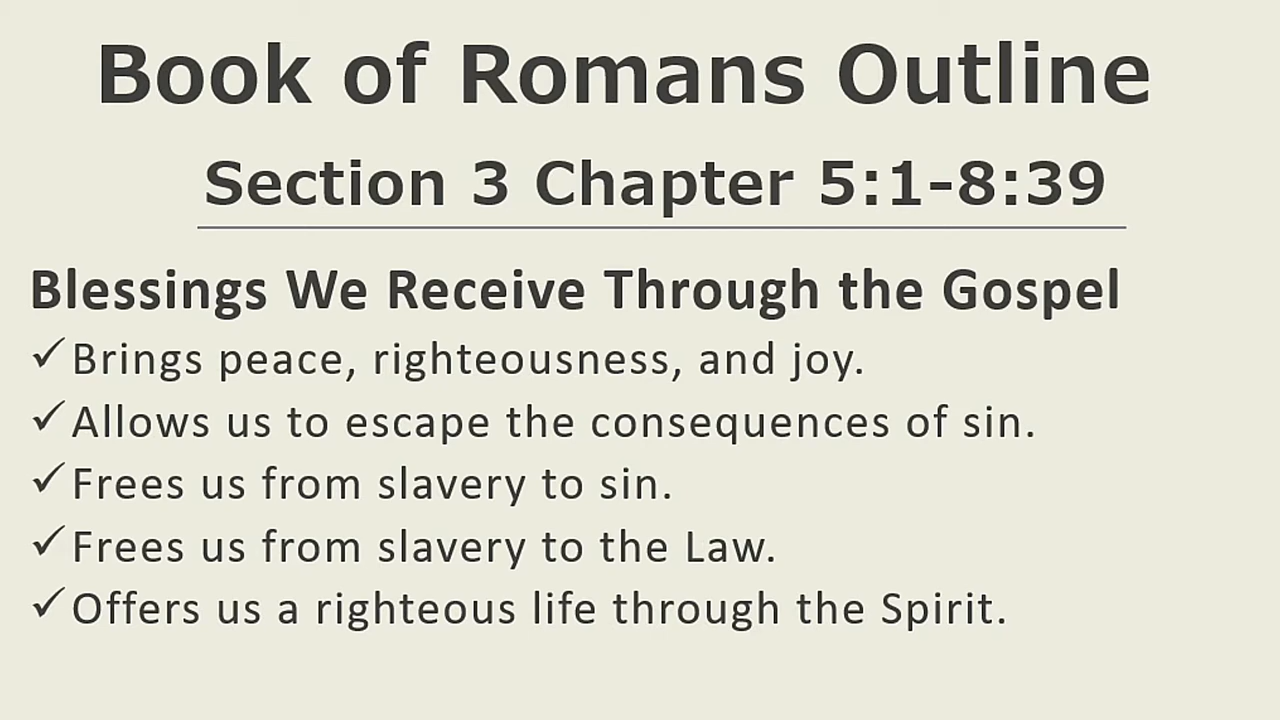 Book of Romans Outline
Section 3 Chapter 5:1-8:39
Blessings We Receive Through the Gospel
✓Brings peace, righteousness, and joy.
✓Allows us to escape the consequences of sin.
✓Frees us from slavery to sin.
✓Frees us from slavery to the Law.
✓Offers us a righteous life through the Spirit.